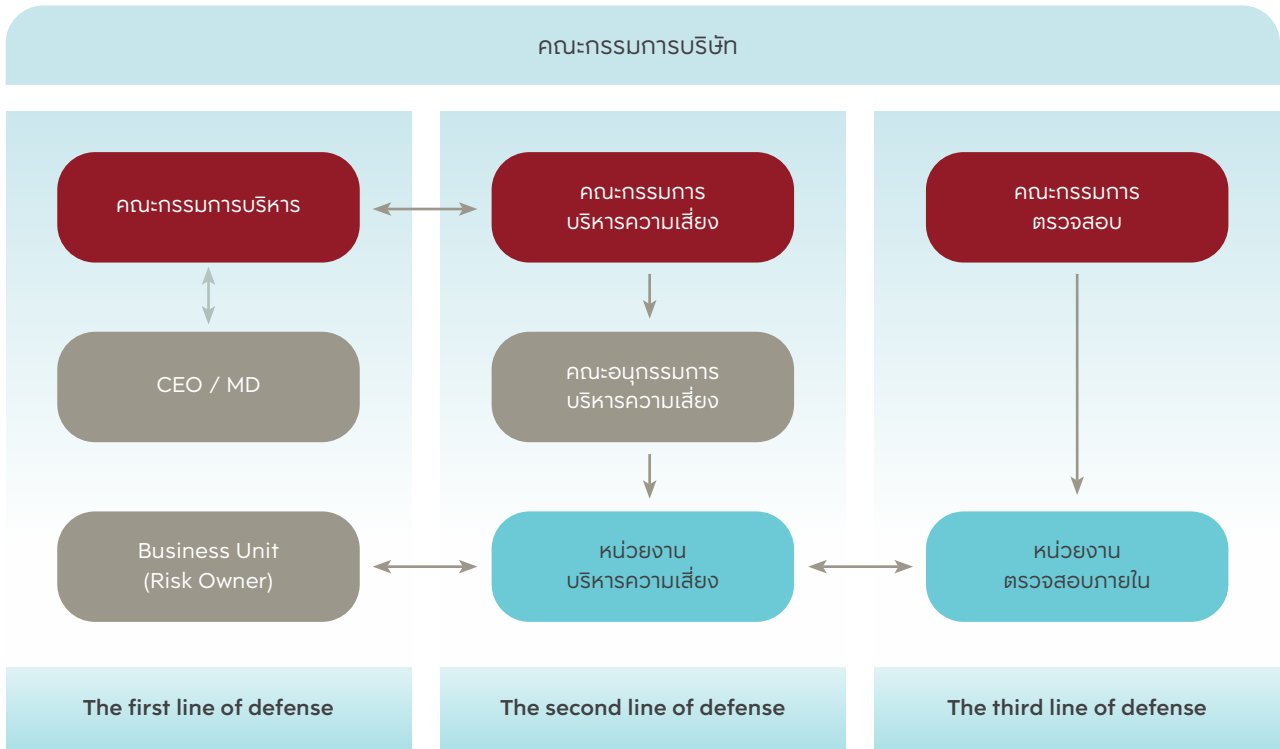 คณะกรรมการบริษัท
คณะกรรมการบริหาร
คณะกรรมการ
บริหารความเสี่ยง
คณะกรรมการ
ตรวจสอบ
CEO / MD
คณะอนุกรรมการ
บริหารความเสี่ยง
Business Unit
(Risk Owner)
หน่วยงาน
บริหารความเสี่ยง
หน่วยงาน
ตรวจสอบภายใน
The first line of defense
The second line of defense
The third line of defense